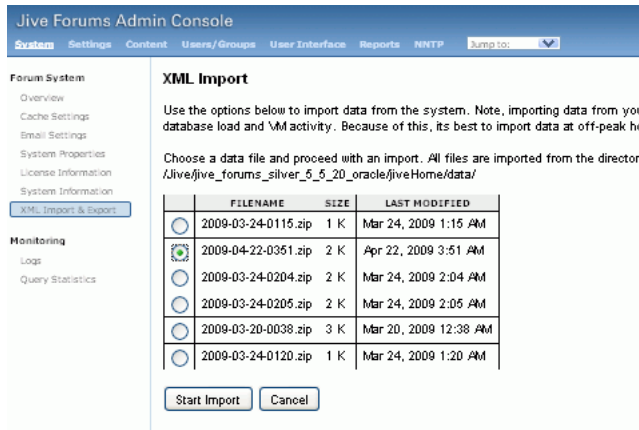 Jive Forums Admin Console
System Settings Content Users/Groups User Interface Reports NNTP Jump to:
Forum System
Overview
Cache Settings
Email Settings
System Properties
License Information
System Information
XML Import & Export
Monitoring
Logs
Query Statistics
XML Import
Use the options below to import data from the system. Note, importing data from you
database load and VM activity. Because of this, its best to import data at off-peak h
Choose a data file and proceed with an import. All files are imported from the director
/Jive/jive_forums_silver_5_5_20_oracle/jiveHome/data/
FILENAME SIZE LAST MODIFIED
2009-03-24-0115.zip 1 K Mar 24, 2009 1:15 AM
2009-04-22-0351.zip 2 K Apr 22, 2009 3:51 AM
2009-03-24-0204.zip 2 K Mar 24, 2009 2:04 AM
2009-03-24-0205.zip 2 K Mar 24, 2009 2:05 AM
2009-03-20-0038.zip 3 K Mar 20, 2009 12:38 AM
2009-03-24-0120.zip 1 K Mar 24, 2009 1:20 AM
Start Import Cancel